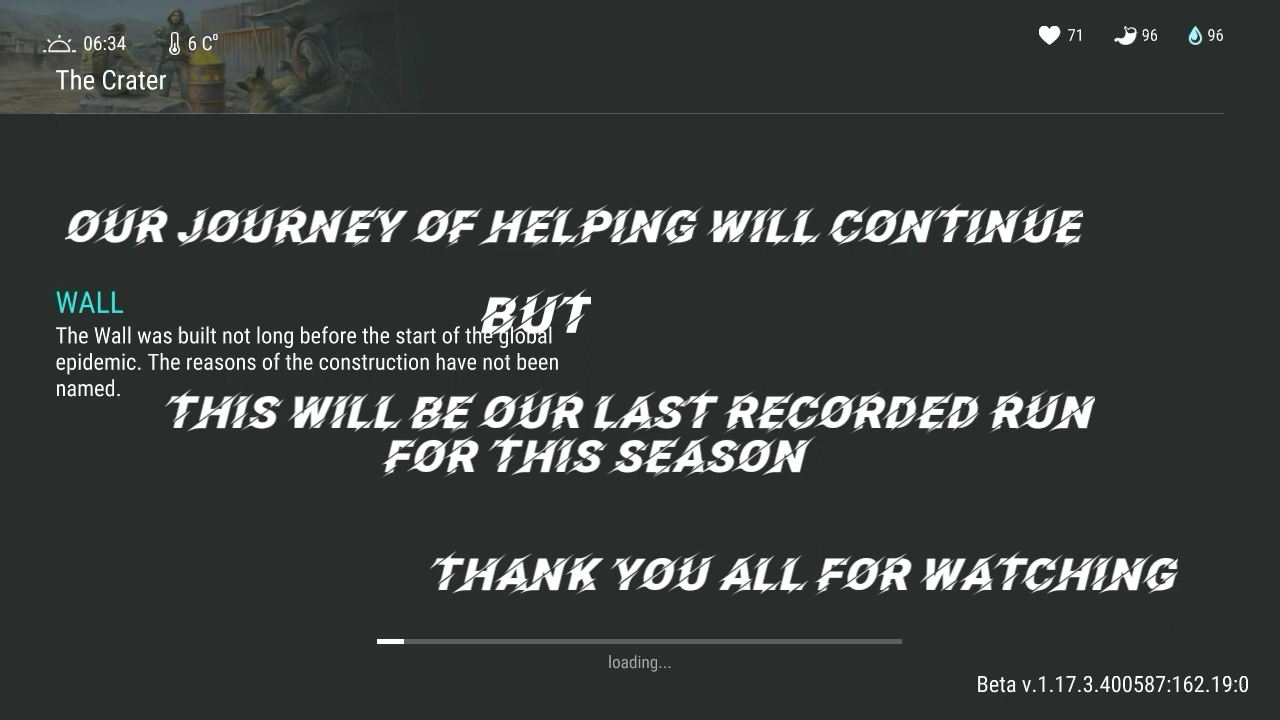 06:34
6 Cº
71
96
96
The Crater
OUR JOURNEY OF HELPING WILL CONTINUE
BUT
WALL
The Wall was built not long before the start of the global
epidemic. The reasons of the construction have not been
named.
THIS WILL BE OUR LAST RECORDED RUN
FOR THIS SEASON
THANK YOU ALL FOR WATCHING
loading...
Beta v.1.17.3.400587:162.19:0